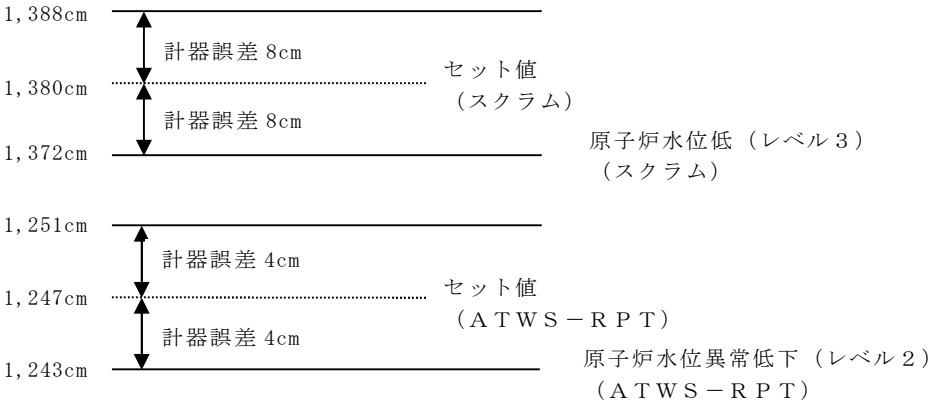 1,388cm
計器誤差 8cm
セット値
1,380cm
（スクラム）
計器誤差 8cm
原子炉水位低（レベル３）
1,372cm
（スクラム）
1,251cm
計器誤差 4cm
セット値
1,247cm
（ＡＴＷＳ－ＲＰＴ）
計器誤差 4cm
原子炉水位異常低下（レベル２）
1,243cm
（ＡＴＷＳ－ＲＰＴ）